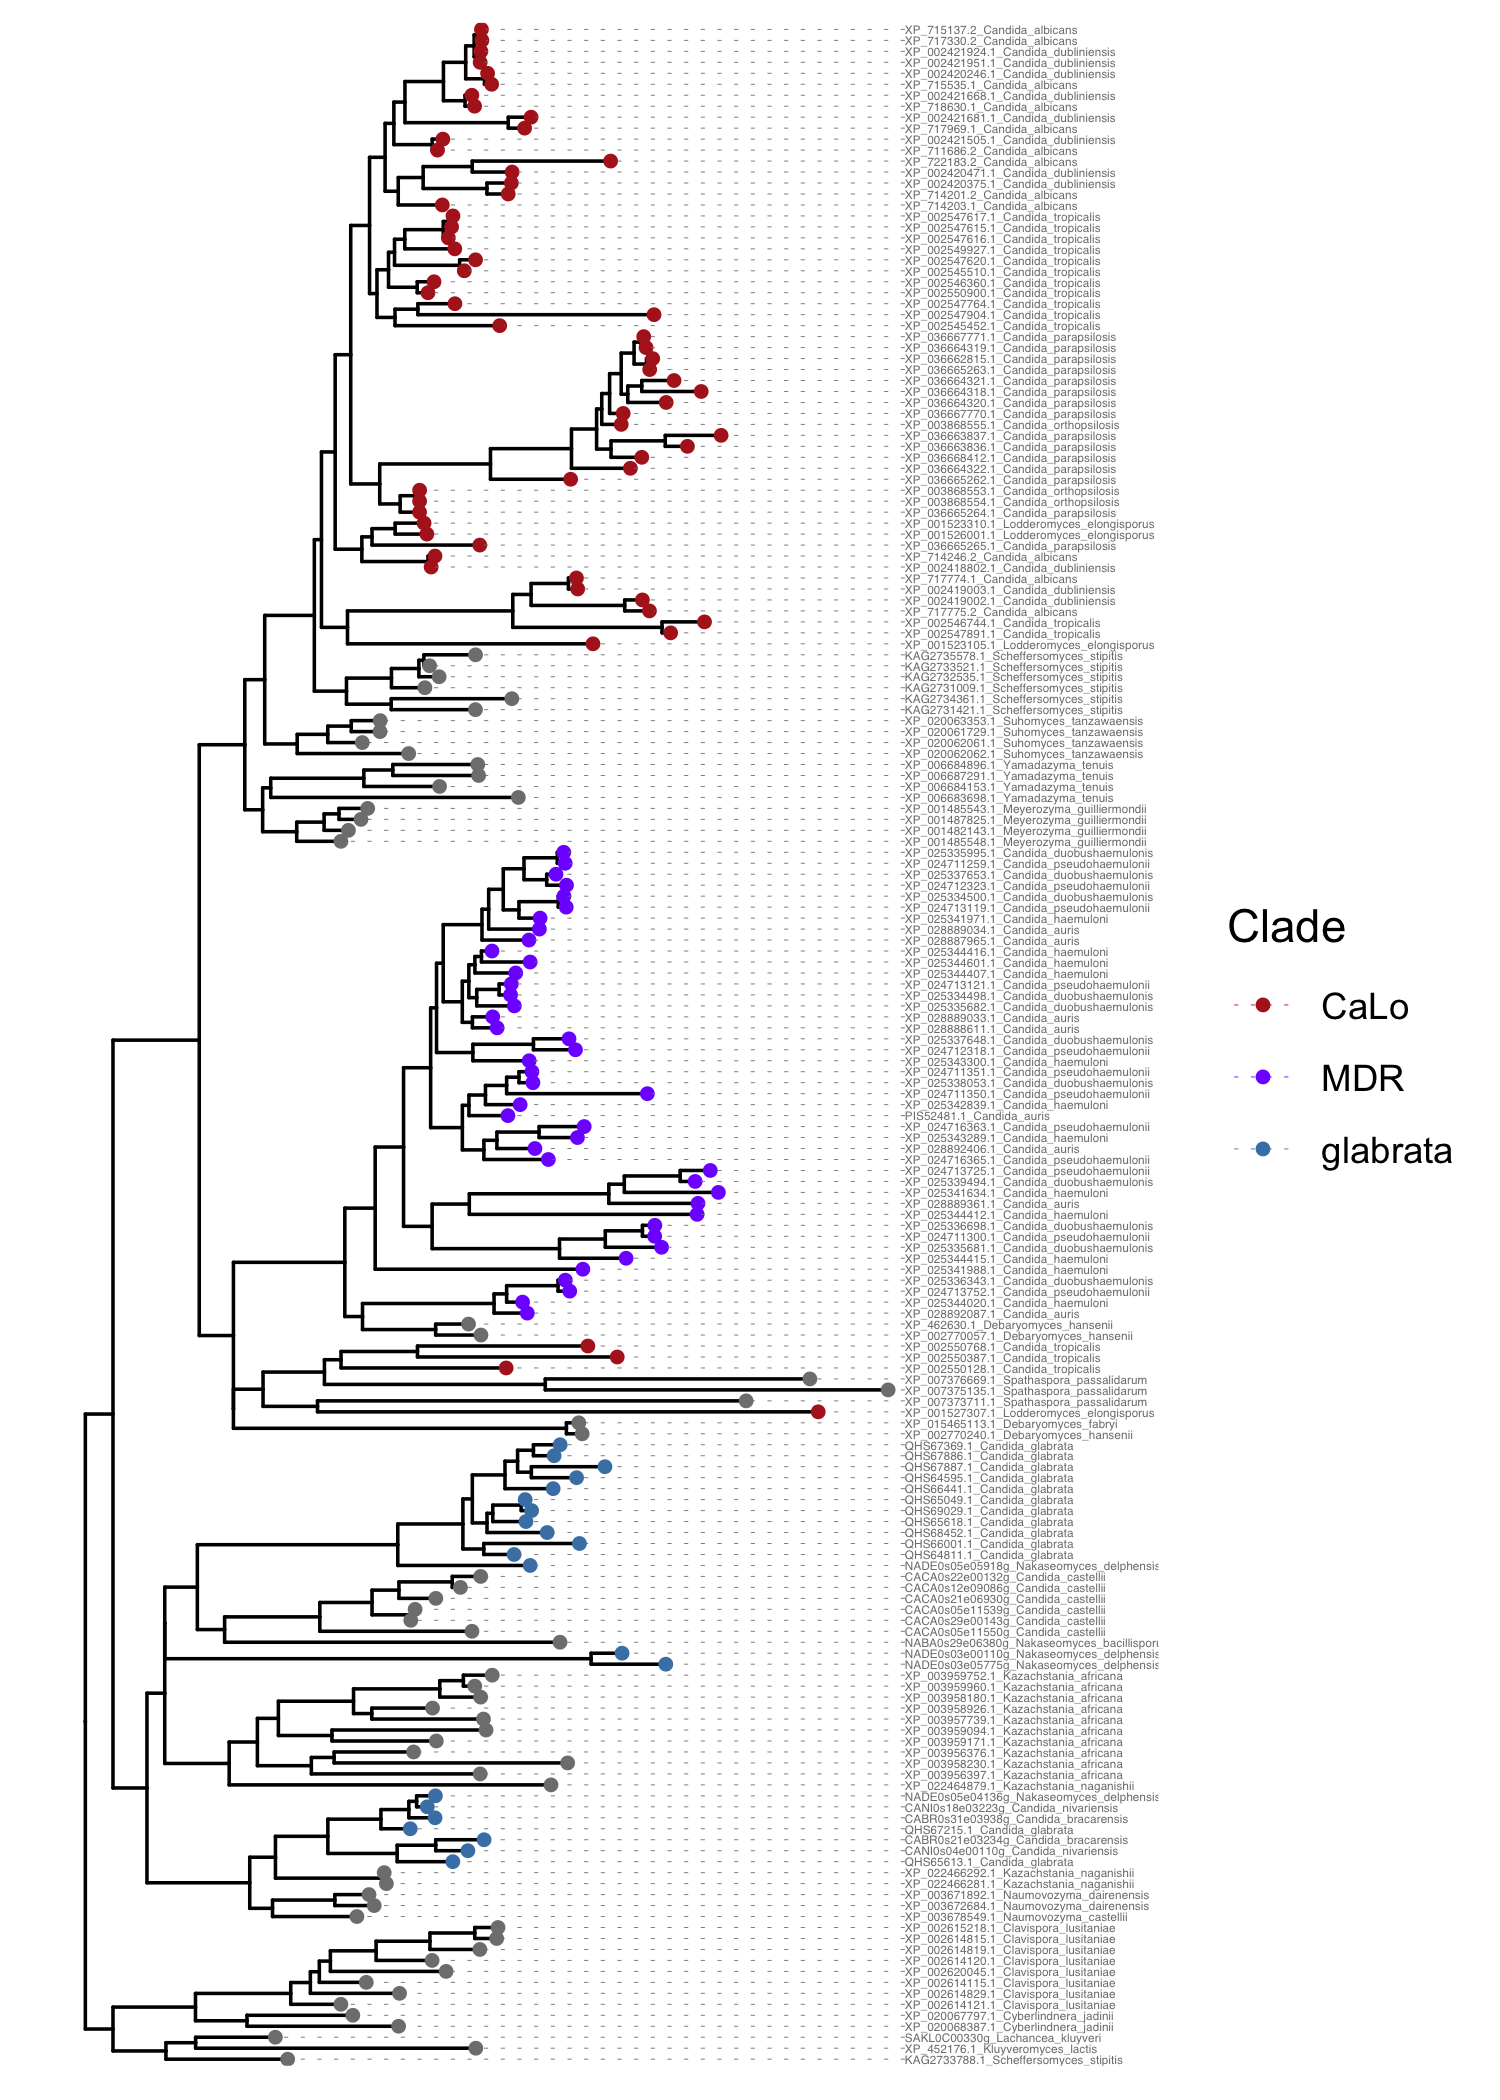 XP_715137.2_Candida_albicans
XP_717330.2_Candida_albicans
XP_002421924.1_Candida_dubliniensis
XP_002421951.1_Candida_dubliniensis
XP_002420246.1_Candida_dubliniensis
XP_715535.1_Candida_albicans
XP_002421668.1_Candida_dubliniensis
XP_718630.1_Candida_albicans
XP_002421681.1_Candida_dubliniensis
XP_717969.1_Candida_albicans
XP_002421505.1_Candida_dubliniensis
XP_711686.2_Candida_albicans
XP_722183.2_Candida_albicans
XP_002420471.1_Candida_dubliniensis
XP_002420375.1_Candida_dubliniensis
XP_714201.2_Candida_albicans
XP_714203.1_Candida_albicans
XP_002547617.1_Candida_tropicalis
XP_002547615.1_Candida_tropicalis
XP_002547616.1_Candida_tropicalis
XP_002549927.1_Candida_tropicalis
XP_002547620.1_Candida_tropicalis
XP_002545510.1_Candida_tropicalis
XP_002546360.1_Candida_tropicalis
XP_002550900.1_Candida_tropicalis
XP_002547764.1_Candida_tropicalis
XP_002547904.1_Candida_tropicalis
XP_002545452.1_Candida_tropicalis
XP_036667771.1_Candida_parapsilosis
XP_036664319.1_Candida_parapsilosis
XP_036662815.1_Candida_parapsilosis
XP_036665263.1_Candida_parapsilosis
XP_036664321.1_Candida_parapsilosis
XP_036664318.1_Candida_parapsilosis
XP_036664320.1_Candida_parapsilosis
XP_036667770.1_Candida_parapsilosis
XP_003868555.1_Candida_orthopsilosis
XP_036663837.1_Candida_parapsilosis
XP_036663836.1_Candida_parapsilosis
XP_036668412.1_Candida_parapsilosis
XP_036664322.1_Candida_parapsilosis
XP_036665262.1_Candida_parapsilosis
XP_003868553.1_Candida_orthopsilosis
XP_003868554.1_Candida_orthopsilosis
XP_036665264.1_Candida_parapsilosis
XP_001523310.1_Lodderomyces_elongisporus
XP_001526001.1_Lodderomyces_elongisporus
XP_036665265.1_Candida_parapsilosis
XP_714246.2_Candida_albicans
XP_002418802.1_Candida_dubliniensis
XP_717774.1_Candida_albicans
XP_002419003.1_Candida_dubliniensis
XP_002419002.1_Candida_dubliniensis
XP_717775.2_Candida_albicans
XP_002546744.1_Candida_tropicalis
XP_002547891.1_Candida_tropicalis
XP_001523105.1_Lodderomyces_elongisporus
KAG2735578.1_Scheffersomyces_stipitis
KAG2733521.1_Scheffersomyces_stipitis
KAG2732535.1_Scheffersomyces_stipitis
KAG2731009.1_Scheffersomyces_stipitis
KAG2734361.1_Scheffersomyces_stipitis
KAG2731421.1_Scheffersomyces_stipitis
XP_020063353.1_Suhomyces_tanzawaensis
XP_020061729.1_Suhomyces_tanzawaensis
XP_020062061.1_Suhomyces_tanzawaensis
XP_020062062.1_Suhomyces_tanzawaensis
XP_006684896.1_Yamadazyma_tenuis
XP_006687291.1_Yamadazyma_tenuis
XP_006684153.1_Yamadazyma_tenuis
XP_006683698.1_Yamadazyma_tenuis
XP_001485543.1_Meyerozyma_guilliermondii
XP_001487825.1_Meyerozyma_guilliermondii
XP_001482143.1_Meyerozyma_guilliermondii
XP_001485548.1_Meyerozyma_guilliermondii
XP_025335995.1_Candida_duobushaemulonis
XP_024711259.1_Candida_pseudohaemulonii
XP_025337653.1_Candida_duobushaemulonis
XP_024712323.1_Candida_pseudohaemulonii
XP_025334500.1_Candida_duobushaemulonis
XP_024713119.1_Candida_pseudohaemulonii
XP_025341971.1_Candida_haemuloni
XP_028889034.1_Candida_auris
XP_028887965.1_Candida_auris
XP_025344416.1_Candida_haemuloni
XP_025344601.1_Candida_haemuloni
XP_025344407.1_Candida_haemuloni
XP_024713121.1_Candida_pseudohaemulonii
XP_025334498.1_Candida_duobushaemulonis
XP_025335682.1_Candida_duobushaemulonis
XP_028889033.1_Candida_auris
XP_028888611.1_Candida_auris
XP_025337648.1_Candida_duobushaemulonis
XP_024712318.1_Candida_pseudohaemulonii
XP_025343300.1_Candida_haemuloni
XP_024711351.1_Candida_pseudohaemulonii
XP_025338053.1_Candida_duobushaemulonis
XP_024711350.1_Candida_pseudohaemulonii
XP_025342839.1_Candida_haemuloni
PIS52481.1_Candida_auris
XP_024716363.1_Candida_pseudohaemulonii
XP_025343289.1_Candida_haemuloni
XP_028892406.1_Candida_auris
XP_024716365.1_Candida_pseudohaemulonii
XP_024713725.1_Candida_pseudohaemulonii
XP_025339494.1_Candida_duobushaemulonis
XP_025341634.1_Candida_haemuloni
XP_028889361.1_Candida_auris
XP_025344412.1_Candida_haemuloni
XP_025336698.1_Candida_duobushaemulonis
XP_024711300.1_Candida_pseudohaemulonii
XP_025335681.1_Candida_duobushaemulonis
XP_025344415.1_Candida_haemuloni
XP_025341988.1_Candida_haemuloni
XP_025336343.1_Candida_duobushaemulonis
XP_024713752.1_Candida_pseudohaemulonii
XP_025344020.1_Candida_haemuloni
XP_028892087.1_Candida_auris
XP_462630.1_Debaryomyces_hansenii
XP_002770057.1_Debaryomyces_hansenii
XP_002550768.1_Candida_tropicalis
XP_002550387.1_Candida_tropicalis
XP_002550128.1_Candida_tropicalis
XP_007376669.1_Spathaspora_passalidarum
XP_007375135.1_Spathaspora_passalidarum
XP_007373711.1_Spathaspora_passalidarum
XP_001527307.1_Lodderomyces_elongisporus
XP_015465113.1_Debaryomyces_fabryi
XP_002770240.1_Debaryomyces_hansenii
QHS67369.1_Candida_glabrata
QHS67886.1_Candida_glabrata
QHS67887.1_Candida_glabrata
QHS64595.1_Candida_glabrata
QHS66441.1_Candida_glabrata
QHS65049.1_Candida_glabrata
QHS69029.1_Candida_glabrata
QHS65618.1_Candida_glabrata
QHS68452.1_Candida_glabrata
QHS66001.1_Candida_glabrata
QHS64811.1_Candida_glabrata
NADE0s05e05918g_Nakaseomyces_delphensis
CACA0s22e00132g_Candida_castellii
CACA0s12e09086g_Candida_castellii
CACA0s21e06930g_Candida_castellii
CACA0s05e11539g_Candida_castellii
CACA0s29e00143g_Candida_castellii
CACA0s05e11550g_Candida_castellii
NABA0s29e06380g_Nakaseomyces_bacillisporu
NADE0s03e00110g_Nakaseomyces_delphensis
NADE0s03e05775g_Nakaseomyces_delphensis
XP_003959752.1_Kazachstania_africana
XP_003959960.1_Kazachstania_africana
XP_003958180.1_Kazachstania_africana
XP_003958926.1_Kazachstania_africana
XP_003957739.1_Kazachstania_africana
XP_003959094.1_Kazachstania_africana
XP_003959171.1_Kazachstania_africana
XP_003956376.1_Kazachstania_africana
XP_003958230.1_Kazachstania_africana
XP_003956397.1_Kazachstania_africana
XP_022464879.1_Kazachstania_naganishii
NADE0s05e04136g_Nakaseomyces_delphensis
CANI0s18e03223g_Candida_nivariensis
CABR0s31e03938g_Candida_bracarensis
QHS67215.1_Candida_glabrata
CABR0s21e03234g_Candida_bracarensis
CANI0s04e00110g_Candida_nivariensis
QHS65613.1_Candida_glabrata
XP_022466292.1_Kazachstania_naganishii
XP_022466281.1_Kazachstania_naganishii
XP_003671892.1_Naumovozyma_dairenensis
XP_003672684.1_Naumovozyma_dairenensis
XP_003678549.1_Naumovozyma_castellii
XP_002615218.1_Clavispora_lusitaniae
XP_002614815.1_Clavispora_lusitaniae
XP_002614819.1_Clavispora_lusitaniae
XP_002614120.1_Clavispora_lusitaniae
XP_002620045.1_Clavispora_lusitaniae
XP_002614115.1_Clavispora_lusitaniae
XP_002614829.1_Clavispora_lusitaniae
XP_002614121.1_Clavispora_lusitaniae
XP_020067797.1_Cyberlindnera_jadinii
XP_020068387.1_Cyberlindnera_jadinii
SAKL0C00330g_Lachancea_kluyveri
XP_452176.1_Kluyveromyces_lactis
KAG2733788.1_Scheffersomyces_stipitis
Clade
CaLo
MDR
glabrata